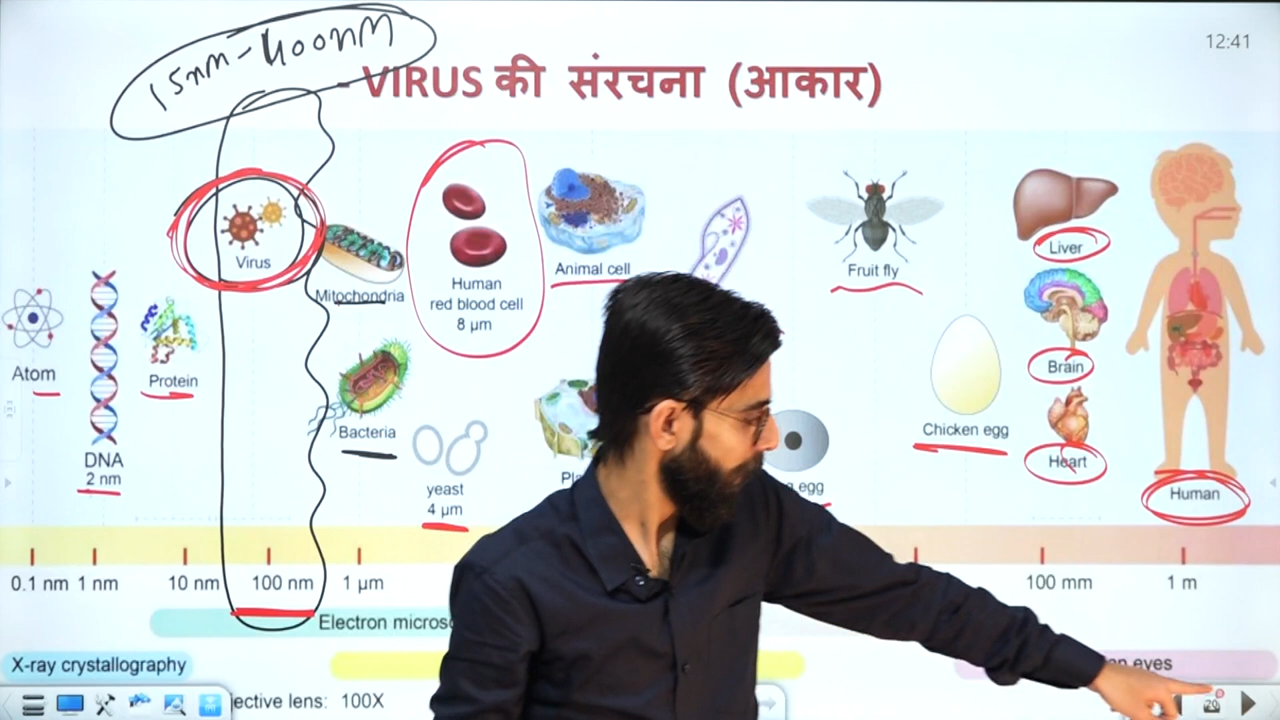 12:41
15nm-400nm
- VIRUS की संरचना (आकार)
Virus
Mitochondria
Human
red blood cell
8 µm
Animal cell
Fruit fly
Liver
Atom
Protein
Brain
Bacteria
Chicken egg
DNA
2 nm
Heart
yeast
4 µm
egg
Human
0.1 nm 1 nm 10 nm 100 nm 1 µm 100 mm 1 m
Electron
X-ray crystallography
eyes
lens: 100X
20